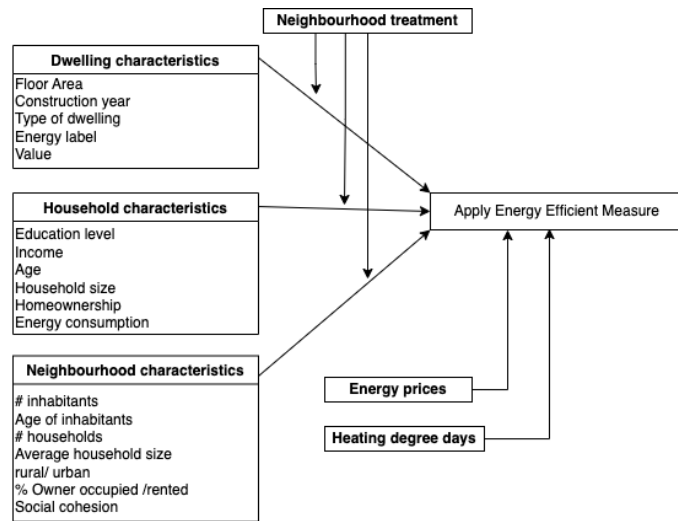 Neighbourhood treatment
Dwelling characteristics
Floor Area
Construction year
Type of dwelling
Energy label
Value
Household characteristics
Education level
Income
Age
Household size
Homeownership
Energy consumption
Apply Energy Efficient Measure
Neighbourhood characteristics
# inhabitants
Age of inhabitants
# households
Average household size
rural/ urban
% Owner occupied /rented
Social cohesion
Energy prices
Heating degree days